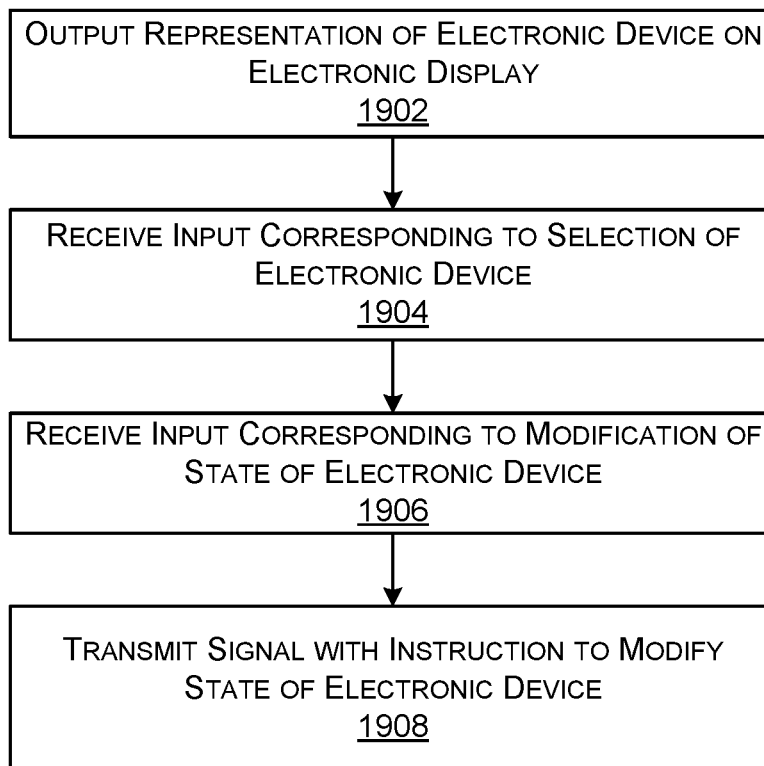 OUTPUT REPRESENTATION OF ELECTRONIC DEVICE ON
ELECTRONIC DISPLAY
1902
RECEIVE INPUT CORRESPONDING TO SELECTION OF
ELECTRONIC DEVICE
1904
RECEIVE INPUT CORRESPONDING TO MODIFICATION OF
STATE OF ELECTRONIC DEVICE
1906
TRANSMIT SIGNAL WITH INSTRUCTION TO MODIFY
STATE OF ELECTRONIC DEVICE
1908